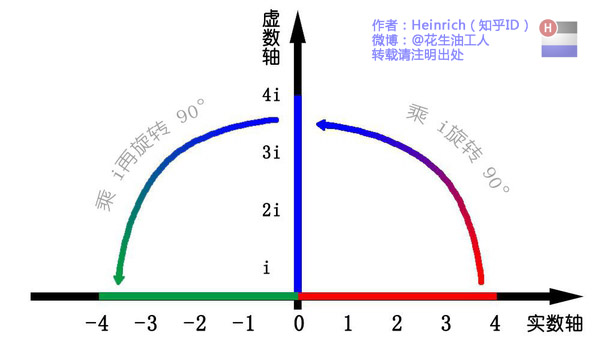 虚数轴
作者：Heinrich（知乎ID）
微博：@花生油工人
转载请注明出处
H
4i
3i
2i
i
乘 i再旋转 90°
乘 i旋转 90°
-4 -3 -2 -1 0 1 2 3 4 实数轴